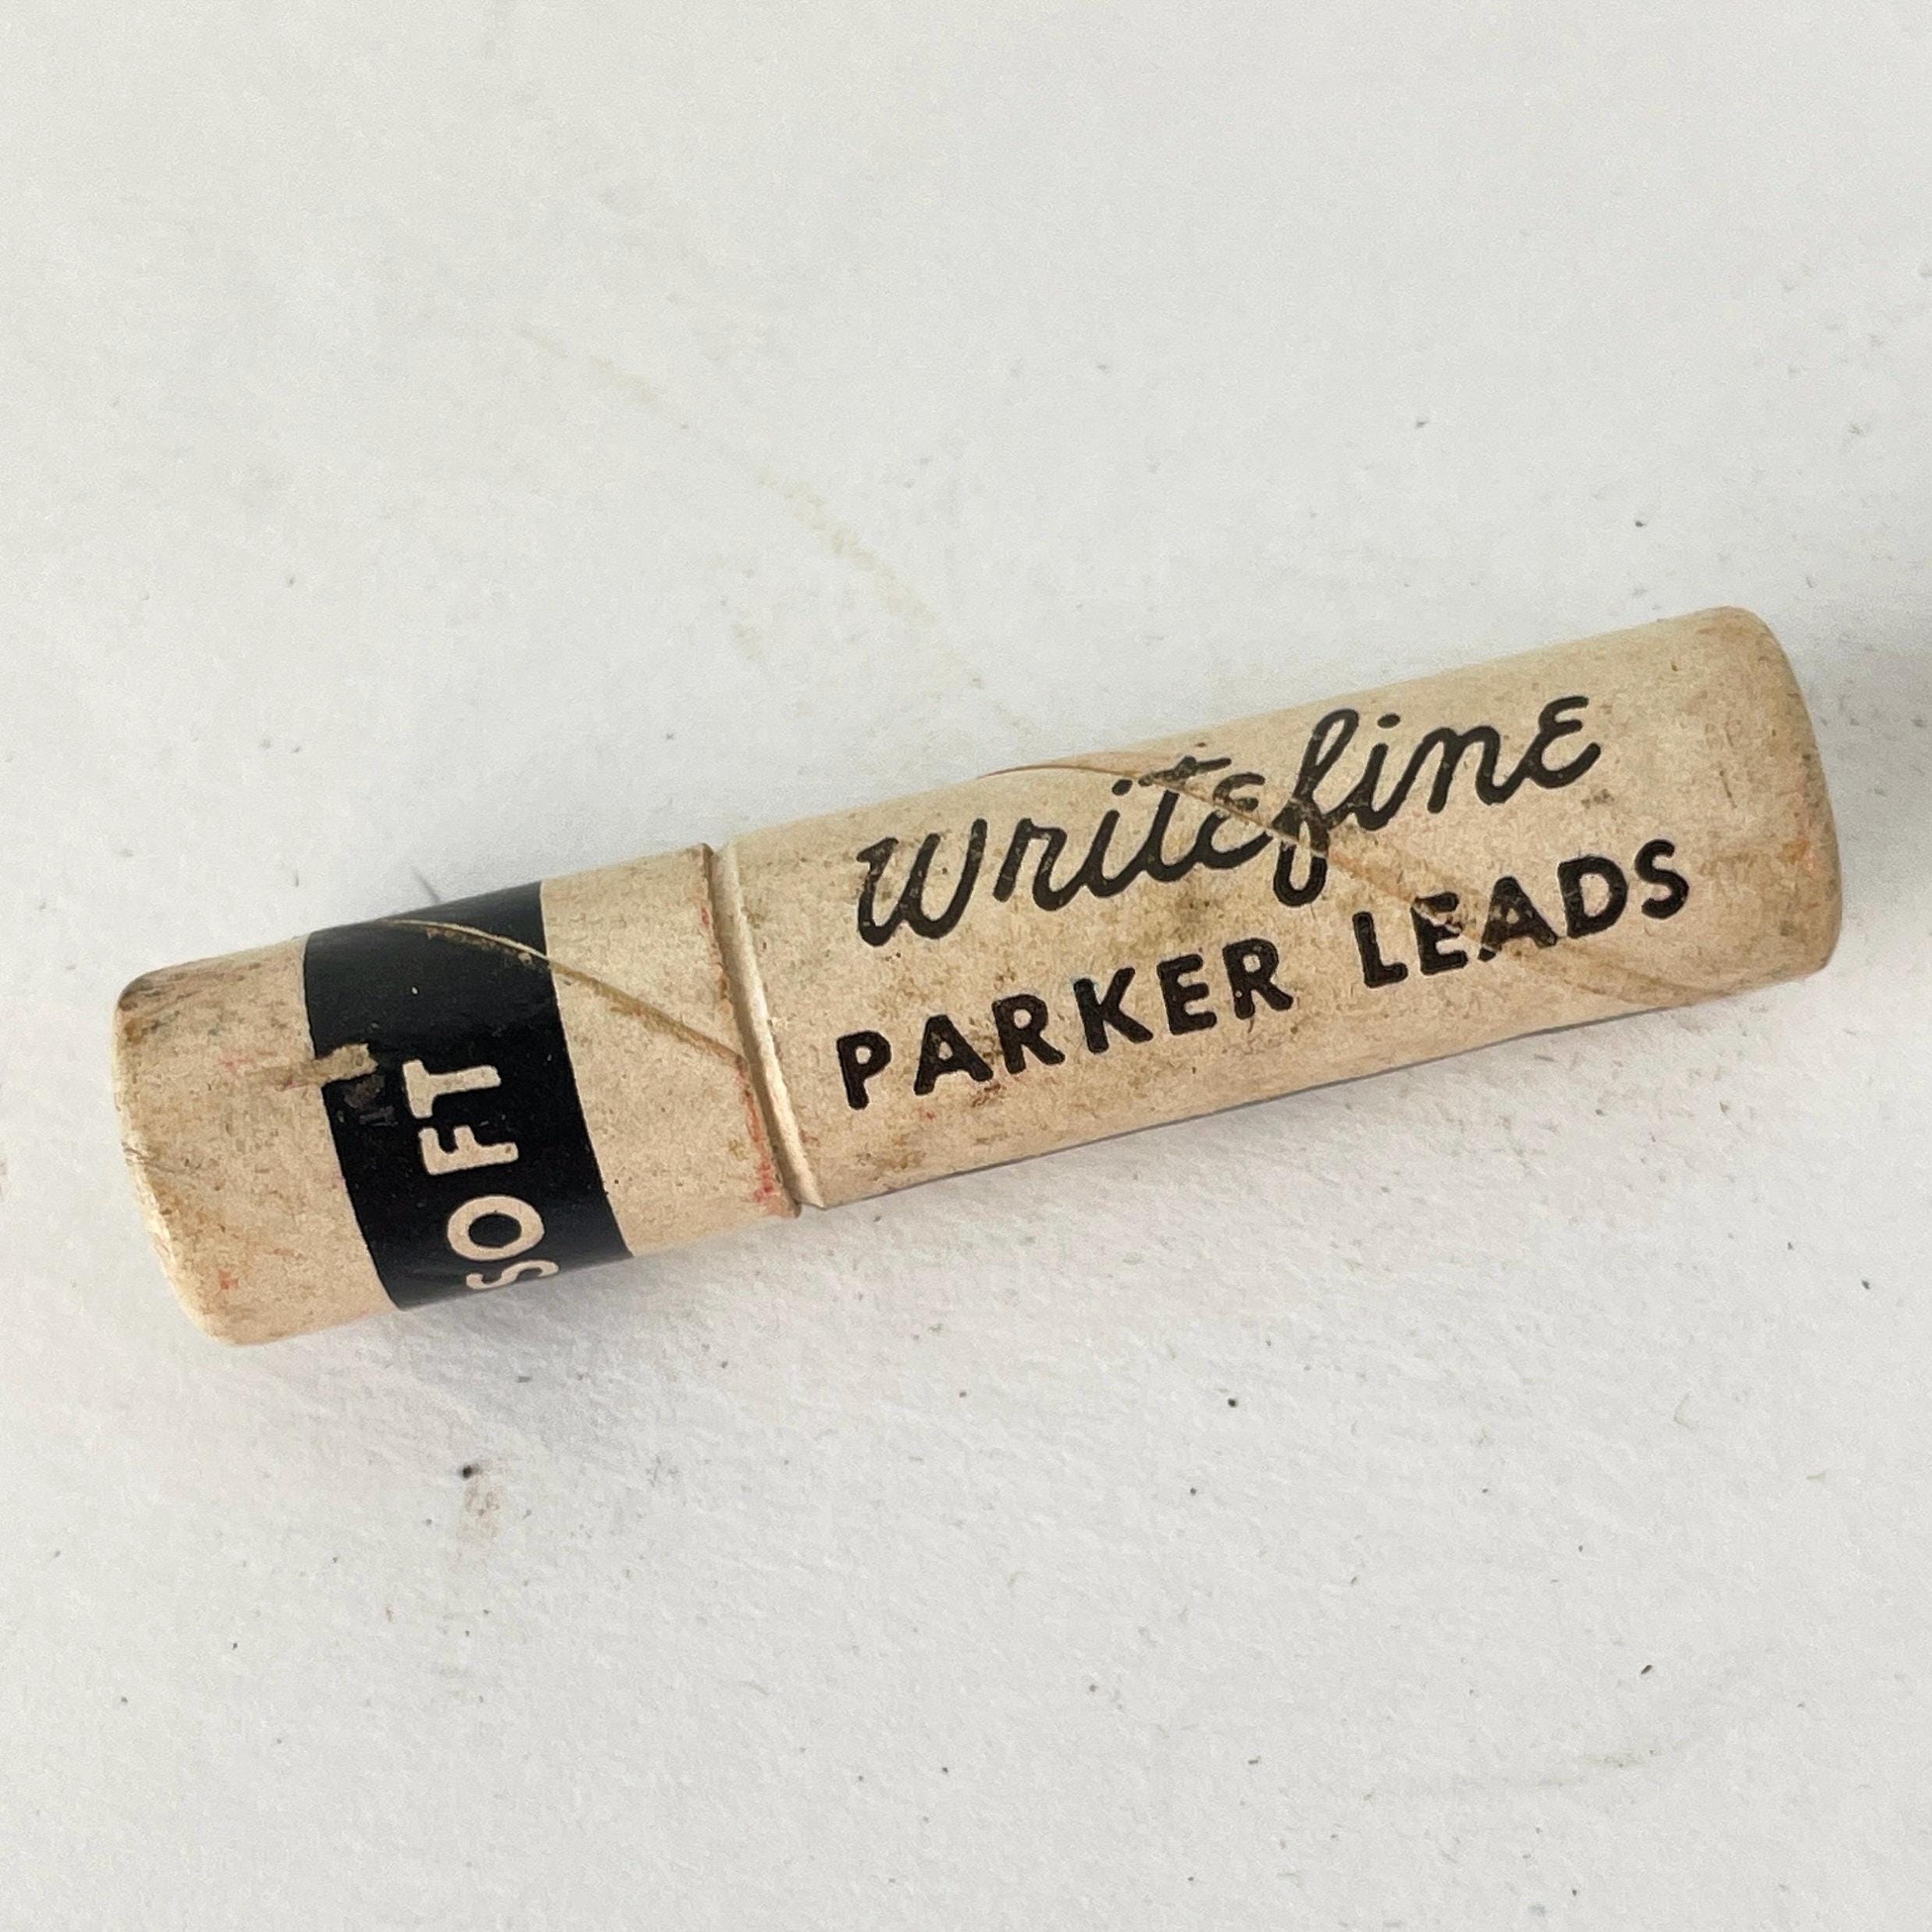 Writefine
PARKER LEADS
SOFT